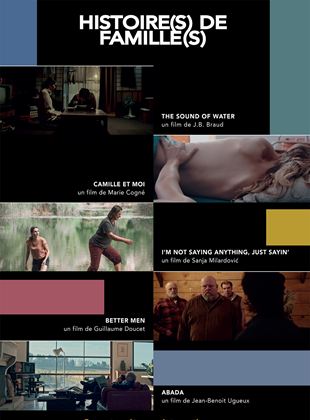 HISTOIRE(S) DE
FAMILLE(S)
THE SOUND OF WATER
un film de J.B. Braud
CAMILLE ET MOI
un film de Marie Cogné
I'M NOT SAYING ANYTHING, JUST SAYIN'
un film de Sanja Milardović
BETTER MEN
un film de Guillaume Doucet
ABADA
un film de Jean-Benoit Ugeux